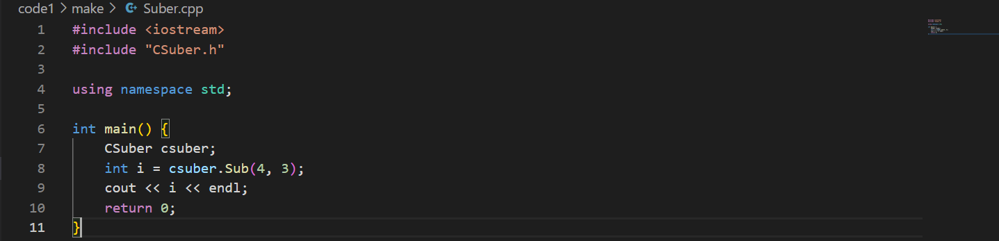 code1 > make > Suber.cpp
1 #include <iostream>
2 #include "CSuber.h"
3
4 using namespace std;
5
6 int main() {
7     CSuber csuber;
8     int i = csuber.Sub(4, 3);
9     cout << i << endl;
10     return 0;
11 }